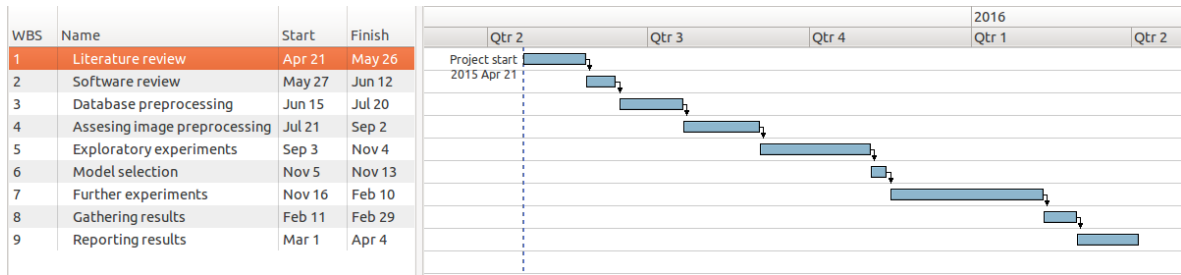 2016
WBS Name Start Finish Qtr 2 Qtr 3 Qtr 4 Qtr 1 Qtr 2
1 Literature review Apr 21 May 26 Project start
2015 Apr 21
2 Software review May 27 Jun 12
3 Database preprocessing Jun 15 Jul 20
4 Assesing image preprocessing Jul 21 Sep 2
5 Exploratory experiments Sep 3 Nov 4
6 Model selection Nov 5 Nov 13
7 Further experiments Nov 16 Feb 10
8 Gathering results Feb 11 Feb 29
9 Reporting results Mar 1 Apr 4